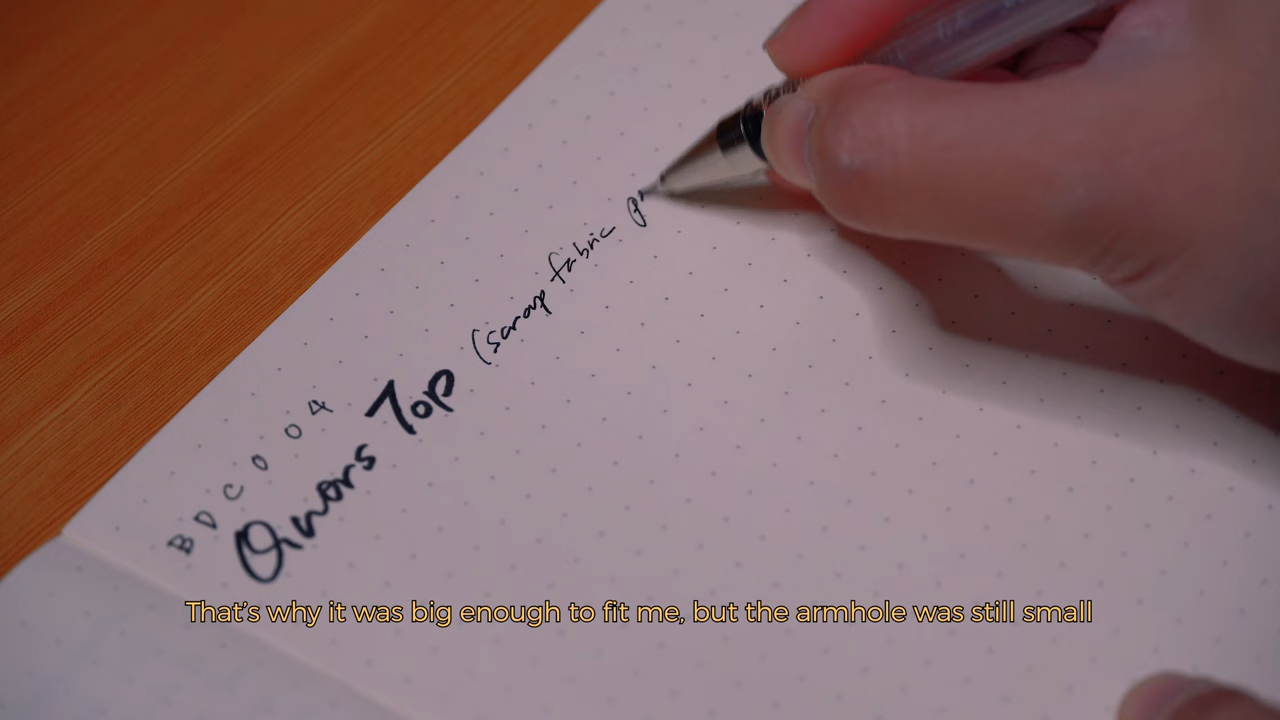 BDC004
Qwors Top (scrap fabric p
That's why it was big enough to fit me, but the armhole was still small